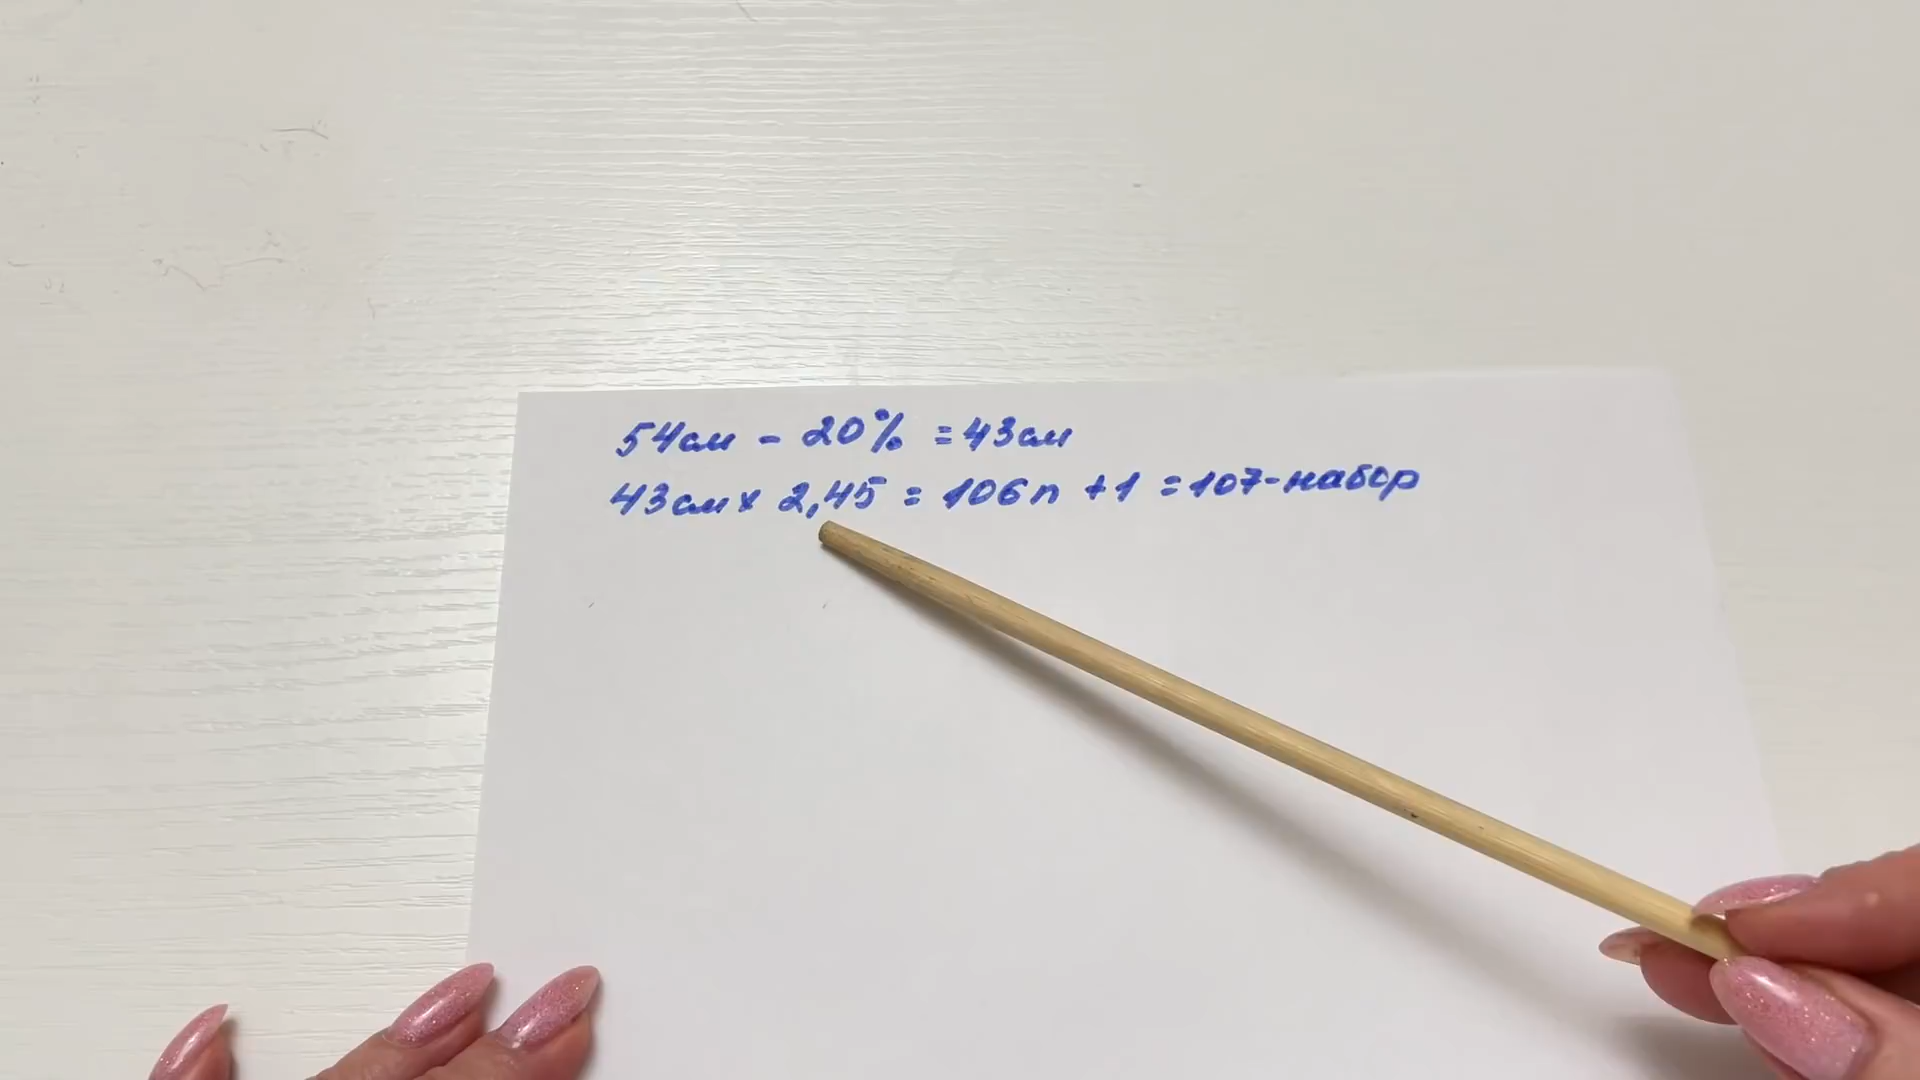 54см - 20% = 43см
43см х 2,45 = 106п +1 = 107-набор